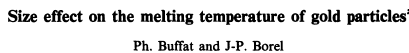 Size effect on the melting temperature of gold particles*
Ph. Buffat and J-P. Borel